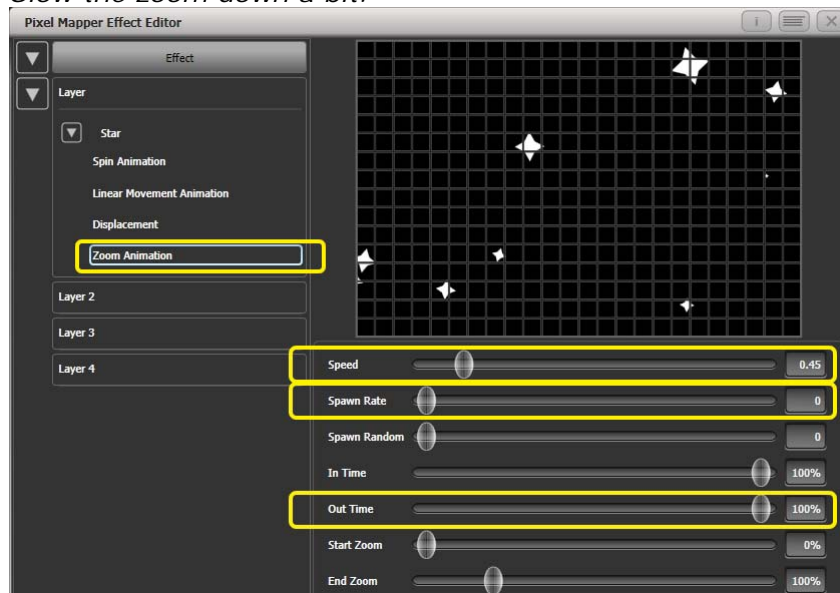 Slow the zoom down a bit.
Pixel Mapper Effect Editor
i
Effect
Layer
Star
Spin Animation
Linear Movement Animation
Displacement
Zoom Animation
Layer 2
Layer 3
Layer 4
Speed 0.45
Spawn Rate 0
Spawn Random 0
In Time 100%
Out Time 100%
Start Zoom 0%
End Zoom 100%